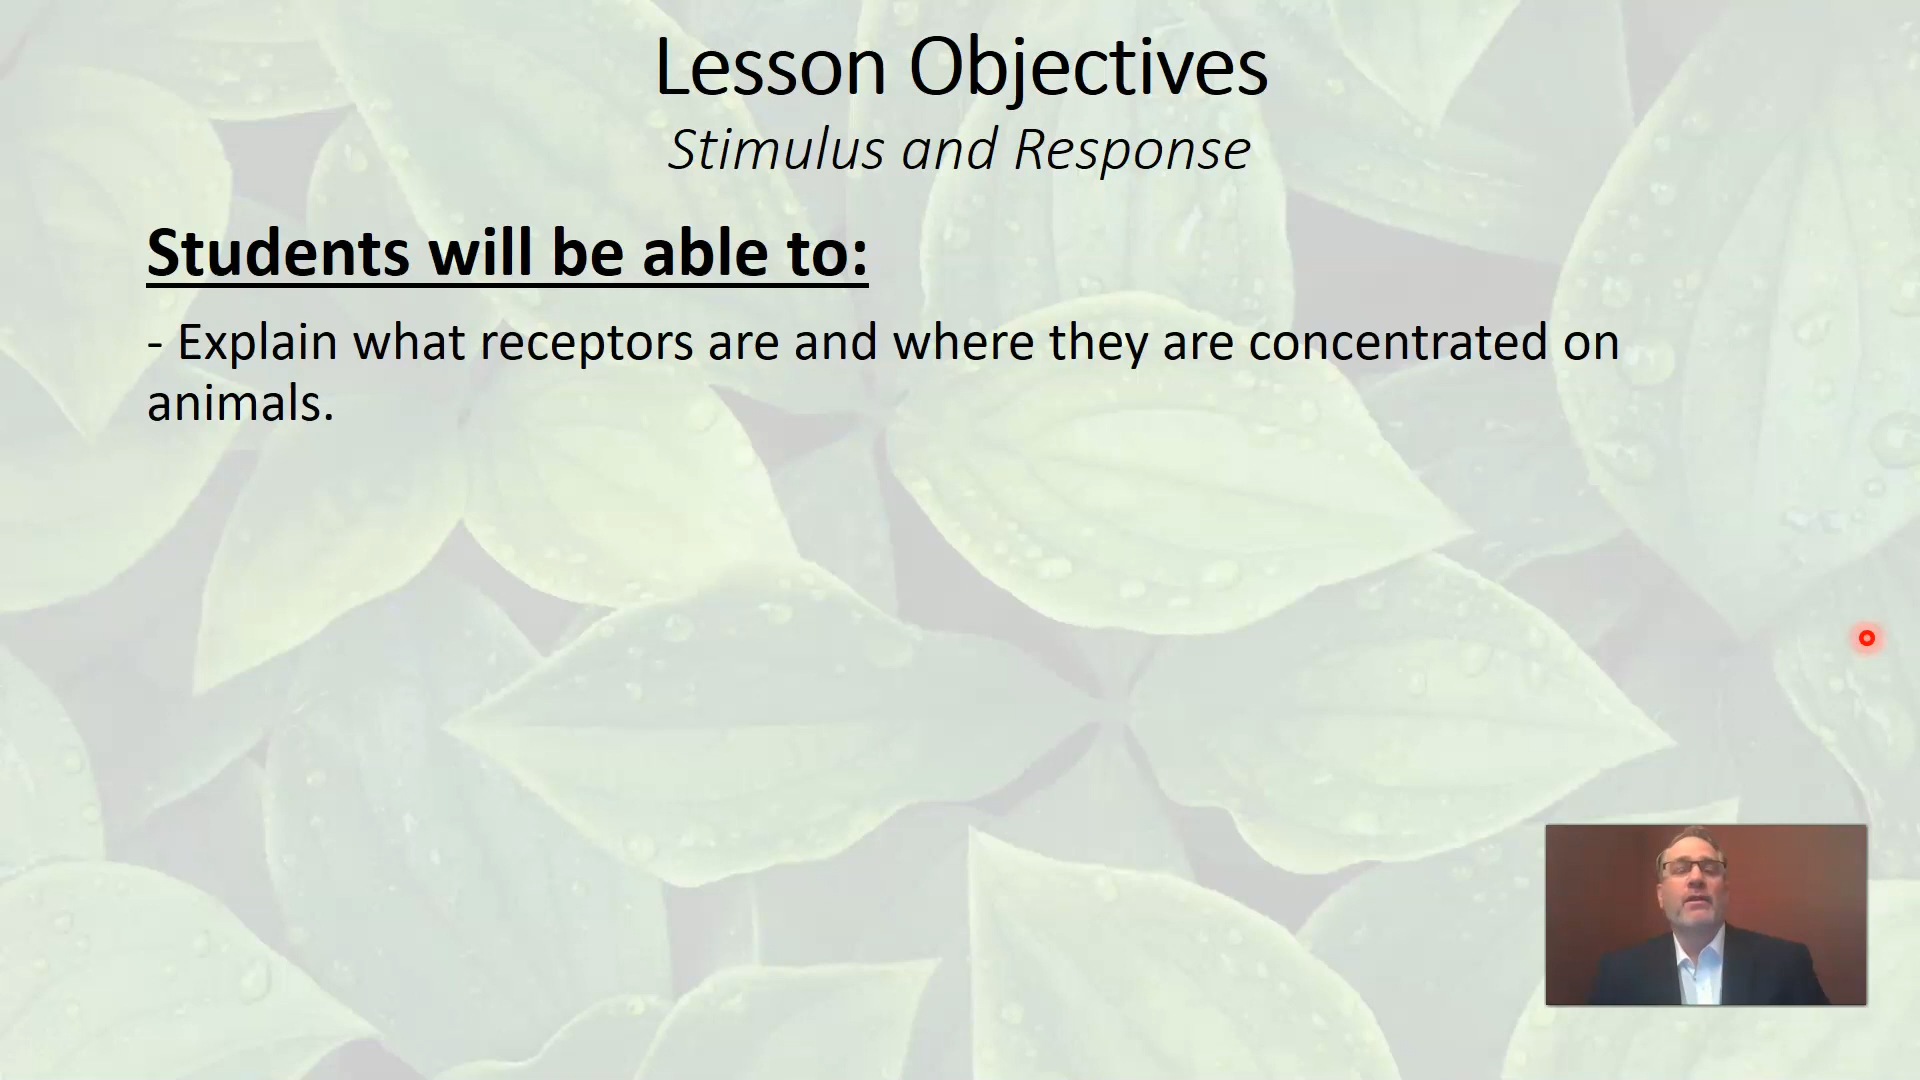 Lesson Objectives
Stimulus and Response
Students will be able to:
- Explain what receptors are and where they are concentrated on
animals.